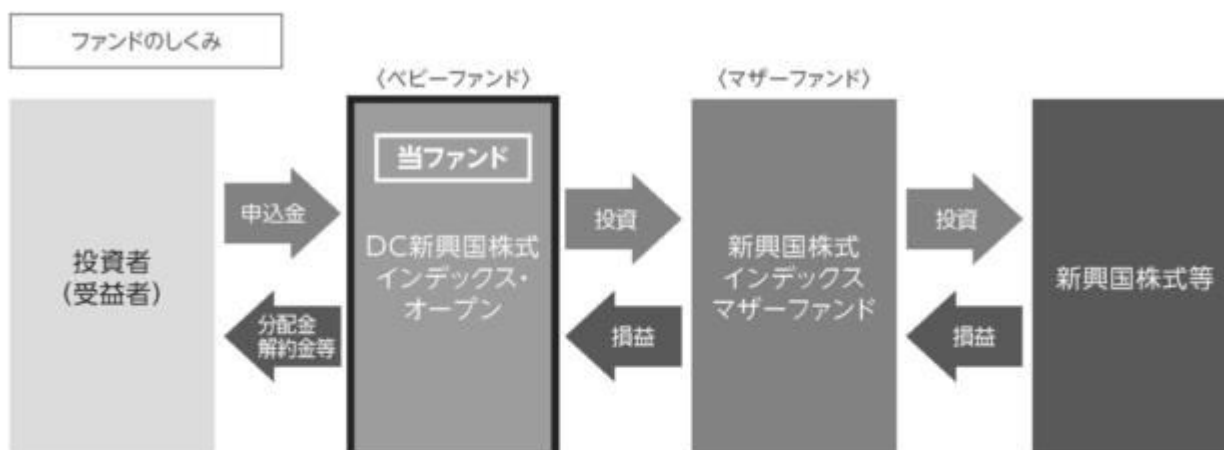 ファンドのしくみ
〈ベビーファンド〉
〈マザーファンド〉
投資者
(受益者)
申込金
分配金
解約金等
当ファンド
DC新興国株式
インデックス・
オープン
投資
損益
新興国株式
インデックス
マザーファンド
投資
損益
新興国株式等